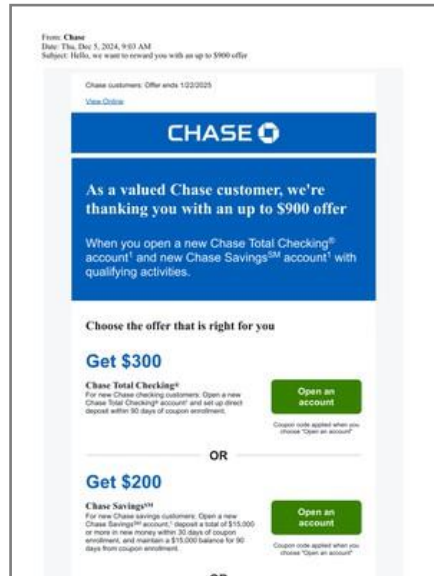 From: Chase
Date: Thu, Dec 5, 2024, 9:03 AM
Subject: Hello, we want to reward you with an up to $900 offer
Chase customers: Offer ends 1/22/2025
View Online
CHASE
As a valued Chase customer, we're
thanking you with an up to $900 offer
When you open a new Chase Total Checking®
account¹ and new Chase Savings℠ account¹ with
qualifying activities.
Choose the offer that is right for you
Get $300
Chase Total Checking®
For new Chase checking customers: Open a new
Chase Total Checking® account¹ and set up direct
deposit within 90 days of coupon enrollment.
Open an
account
Coupon code applied when you
choose "Open an account"
OR
Get $200
Chase Savings℠
For new Chase savings customers: Open a new
Chase Savings℠ account,¹ deposit a total of $15,000
or more in new money within 30 days of coupon
enrollment, and maintain a $15,000 balance for 90
days from coupon enrollment.
Open an
account
Coupon code applied when you
choose "Open an account"
OR